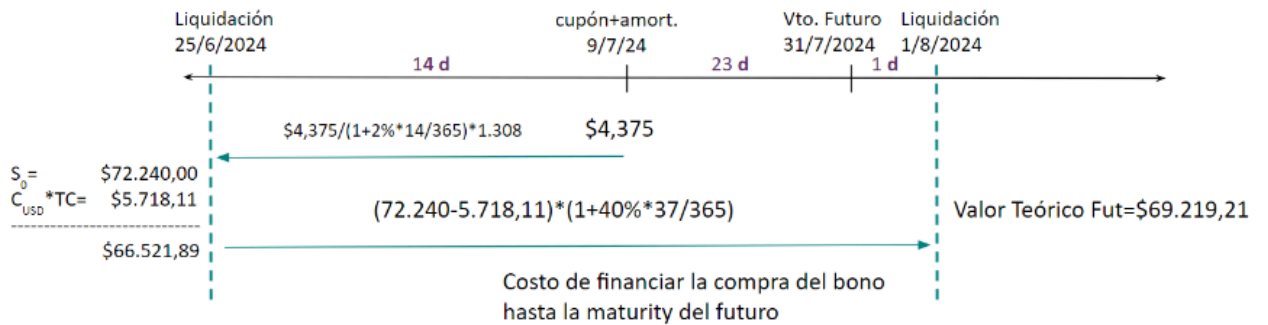 Liquidación
25/6/2024
cupón+amort.
9/7/24
Vto. Futuro
31/7/2024
Liquidación
1/8/2024
14 d
23 d
1 d
$4,375/(1+2%*14/365)*1.308
$4,375
S0= $72.240,00
CUSD*TC= $5.718,11
----------------------------
$66.521,89
(72.240-5.718,11)*(1+40%*37/365)
Valor Teórico Fut=$69.219,21
Costo de financiar la compra del bono
hasta la maturity del futuro